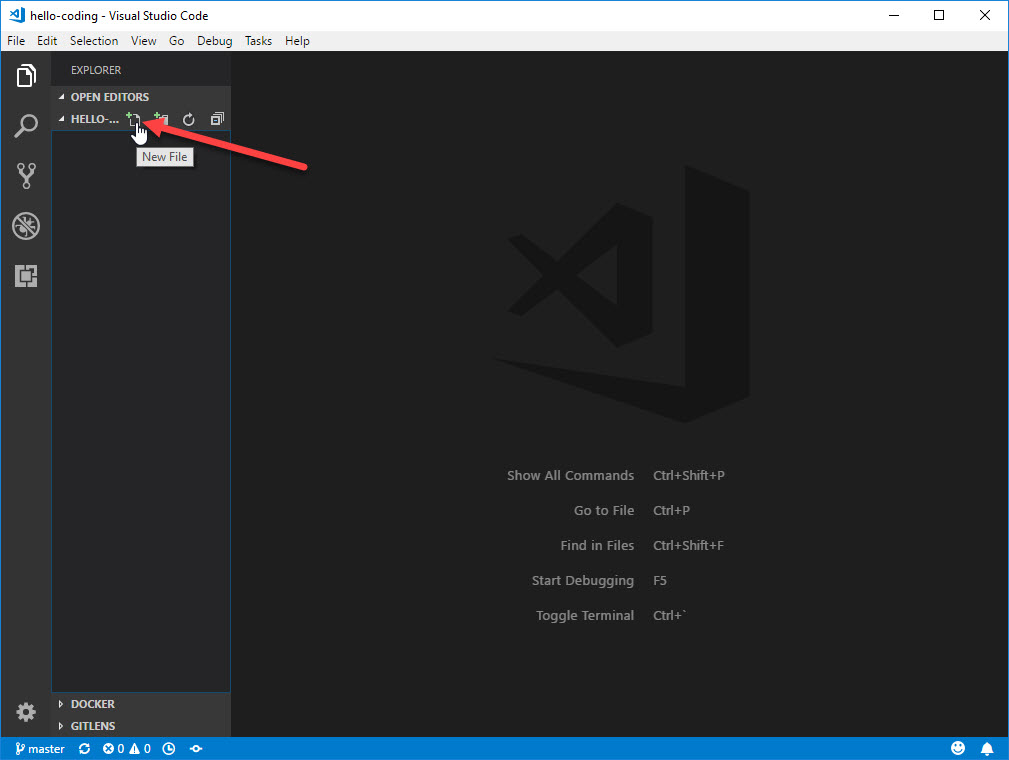 hello-coding - Visual Studio Code
File Edit Selection View Go Debug Tasks Help
EXPLORER
OPEN EDITORS
HELLO-...
New File
Show All Commands Ctrl+Shift+P
Go to File Ctrl+P
Find in Files Ctrl+Shift+F
Start Debugging F5
Toggle Terminal Ctrl+`
DOCKER
GITLENS
master 0 0